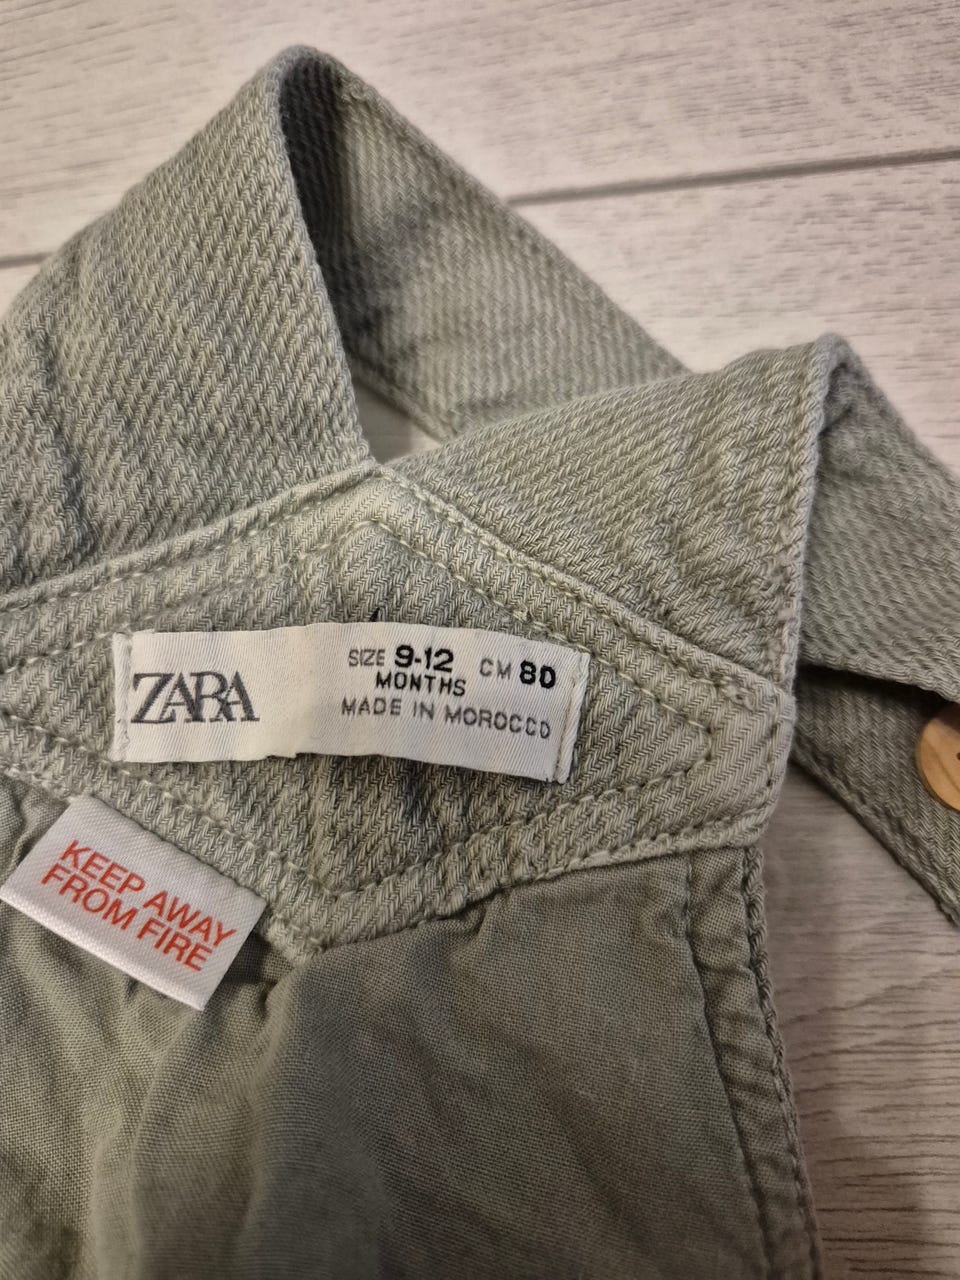 ZARA
SIZE 9-12 CM 80
MONTHS
MADE IN MOROCCO
KEEP AWAY
FROM FIRE